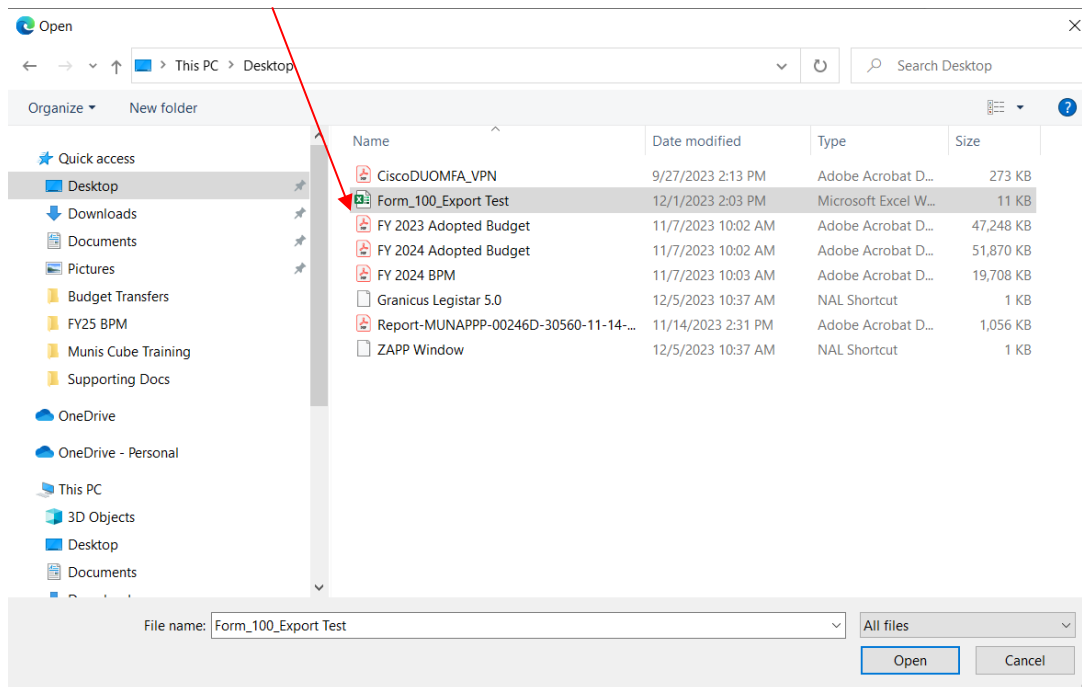 Open
This PC > Desktop
Search Desktop
Organize New folder
Name Date modified Type Size
Quick access
Desktop
Downloads
Documents
Pictures
Budget Transfers
FY25 BPM
Munis Cube Training
Supporting Docs
OneDrive
OneDrive - Personal
This PC
3D Objects
Desktop
Documents
CiscoDUOMFA_VPN 9/27/2023 2:13 PM Adobe Acrobat D... 273 KB
Form_100_Export Test 12/1/2023 2:03 PM Microsoft Excel W... 11 KB
FY 2023 Adopted Budget 11/7/2023 10:02 AM Adobe Acrobat D... 47,248 KB
FY 2024 Adopted Budget 11/7/2023 10:02 AM Adobe Acrobat D... 51,870 KB
FY 2024 BPM 11/7/2023 10:03 AM Adobe Acrobat D... 19,708 KB
Granicus Legistar 5.0 12/5/2023 10:37 AM NAL Shortcut 1 KB
Report-MUNAPPP-00246D-30560-11-14-... 11/14/2023 2:31 PM Adobe Acrobat D... 1,056 KB
ZAPP Window 12/5/2023 10:37 AM NAL Shortcut 1 KB
File name: Form_100_Export Test All files
Open Cancel